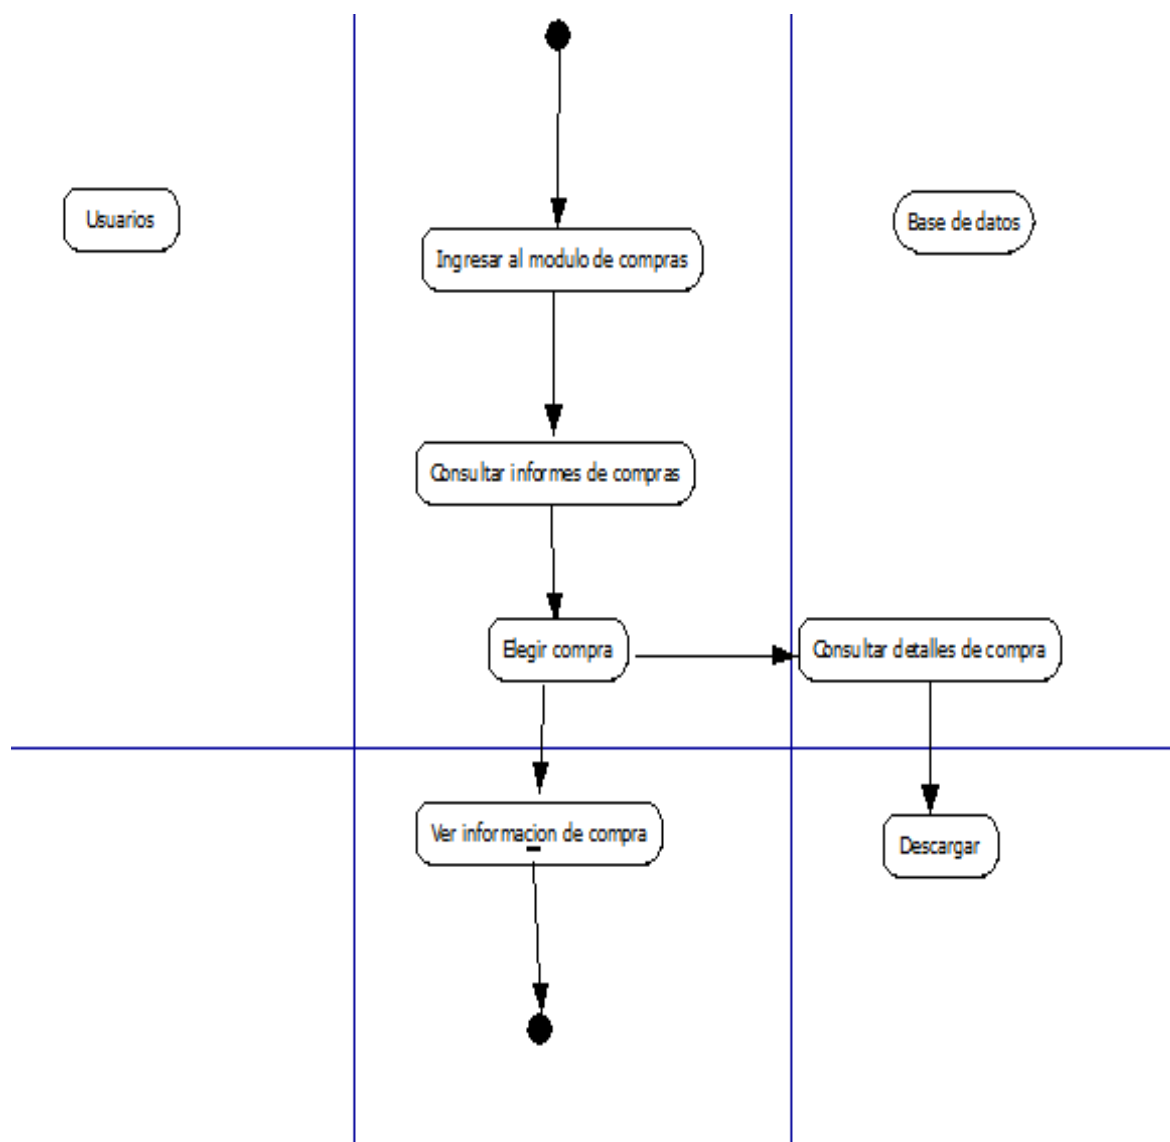 Usuarios
Base de datos
Ingresar al modulo de compras
Consultar informes de compras
Elegir compra
Consultar detalles de compra
Ver informacion de compra
Descargar